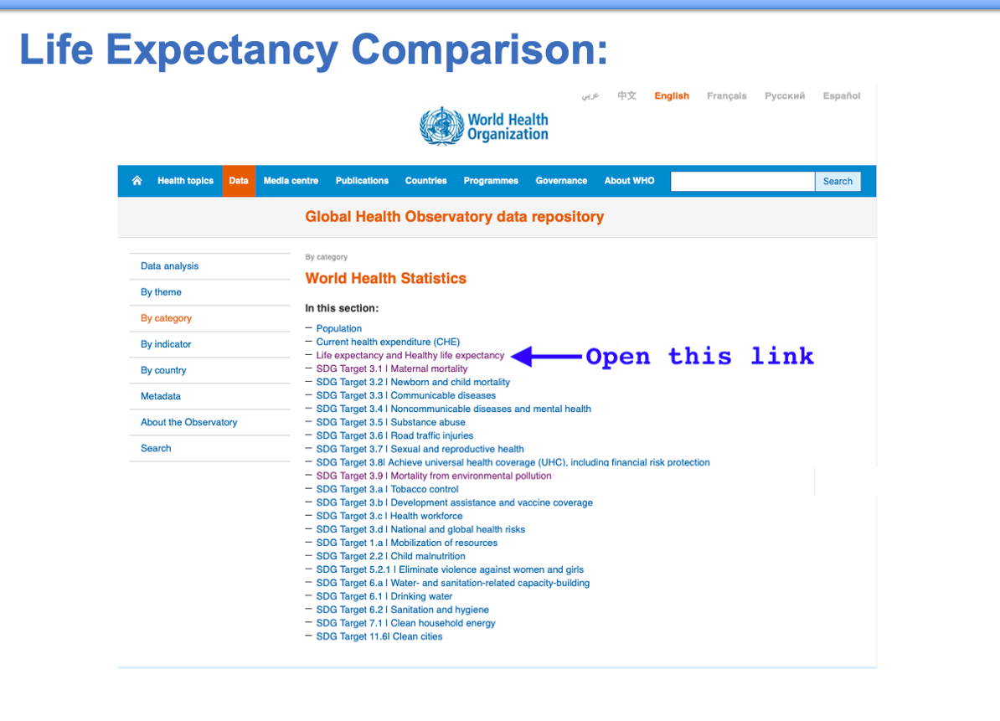 Life Expectancy Comparison:
عربي 中文 English Français Русский Español
World Health
Organization
Health topics Data Media centre Publications Countries Programmes Governance About WHO Search
Global Health Observatory data repository
Data analysis
By theme
By category
By indicator
By country
Metadata
About the Observatory
Search
By category
World Health Statistics
In this section:
– Population
– Current health expenditure (CHE)
– Life expectancy and Healthy life expectancy Open this link
– SDG Target 3.1 | Maternal mortality
– SDG Target 3.2 | Newborn and child mortality
– SDG Target 3.3 | Communicable diseases
– SDG Target 3.4 | Noncommunicable diseases and mental health
– SDG Target 3.5 | Substance abuse
– SDG Target 3.6 | Road traffic injuries
– SDG Target 3.7 | Sexual and reproductive health
– SDG Target 3.8| Achieve universal health coverage (UHC), including financial risk protection
– SDG Target 3.9 | Mortality from environmental pollution
– SDG Target 3.a | Tobacco control
– SDG Target 3.b | Development assistance and vaccine coverage
– SDG Target 3.c | Health workforce
– SDG Target 3.d | National and global health risks
– SDG Target 1.a | Mobilization of resources
– SDG Target 2.2 | Child malnutrition
– SDG Target 5.2.1 | Eliminate violence against women and girls
– SDG Target 6.a | Water- and sanitation-related capacity-building
– SDG Target 6.1 | Drinking water
– SDG Target 6.2 | Sanitation and hygiene
– SDG Target 7.1 | Clean household energy
– SDG Target 11.6| Clean cities